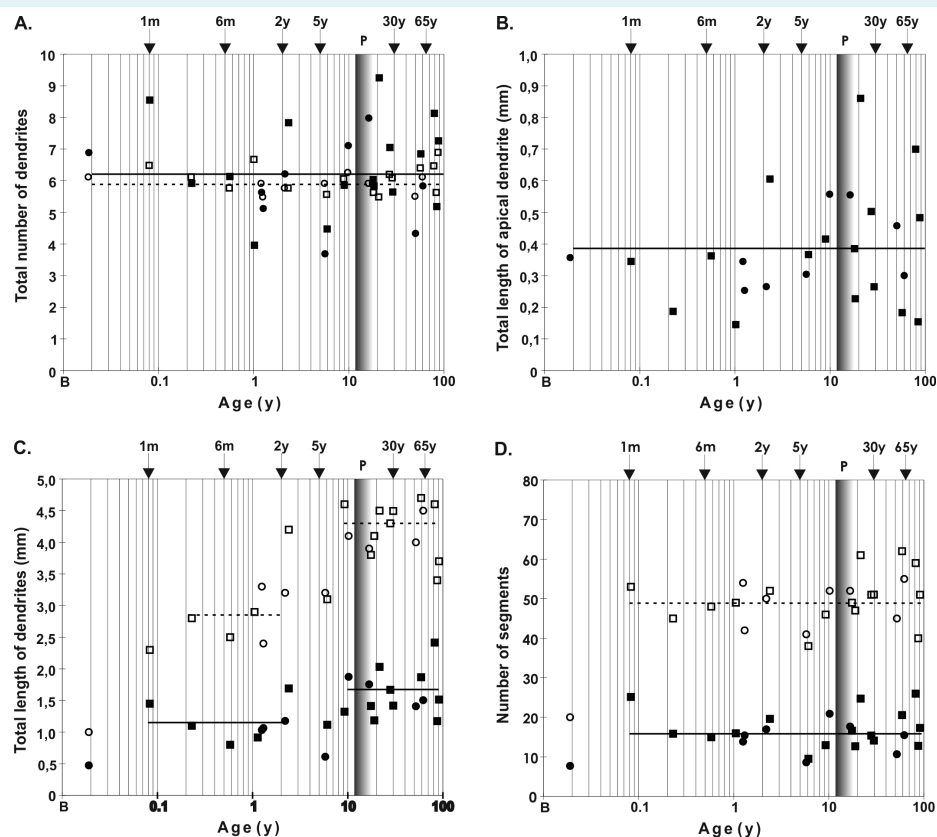 A.
1m 6m 2y 5y P 30y 65y
Total number of dendrites
10
9
8
7
6
5
4
3
2
1
0
B 0.1 1 10 100
Age (y)
B.
1m 6m 2y 5y P 30y 65y
Total length of apical dendrite (mm)
1,0
0,9
0,8
0,7
0,6
0,5
0,4
0,3
0,2
0,1
0
B 0.1 1 10 100
Age (y)
C.
1m 6m 2y 5y P 30y 65y
Total length of dendrites (mm)
5,0
4,5
4,0
3,5
3,0
2,5
2,0
1,5
1,0
0,5
0
B 0.1 1 10 100
Age (y)
D.
1m 6m 2y 5y P 30y 65y
Number of segments
80
70
60
50
40
30
20
10
0
B 0.1 1 10 100
Age (y)